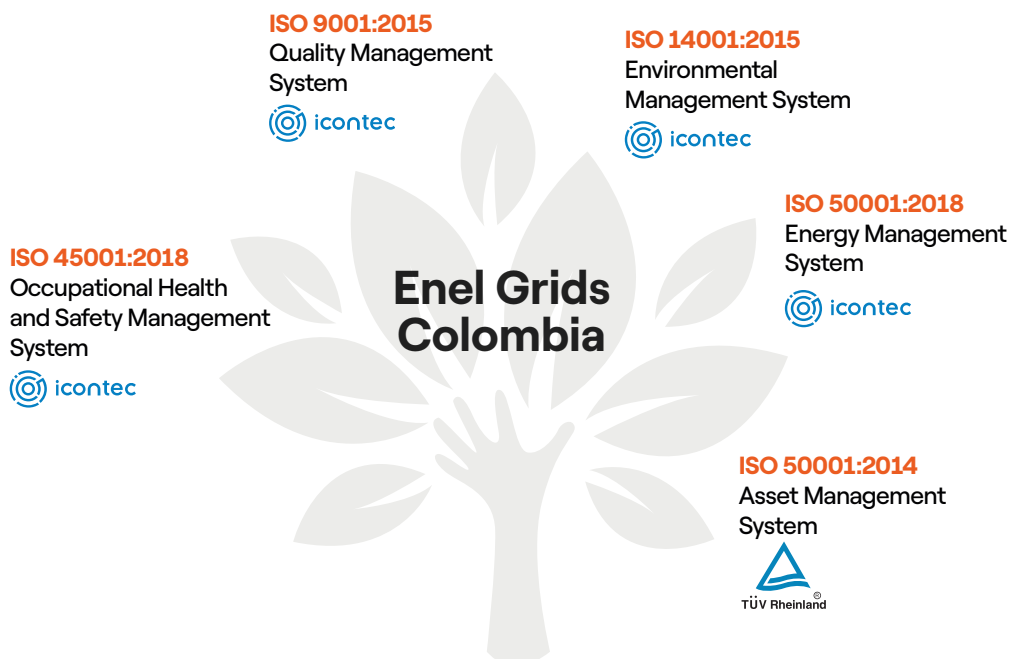 ISO 9001:2015
Quality Management
System
icontec
ISO 14001:2015
Environmental
Management System
icontec
ISO 50001:2018
Energy Management
System
icontec
ISO 45001:2018
Occupational Health
and Safety Management
System
icontec
Enel Grids
Colombia
ISO 50001:2014
Asset Management
System
®
TÜV Rheinland